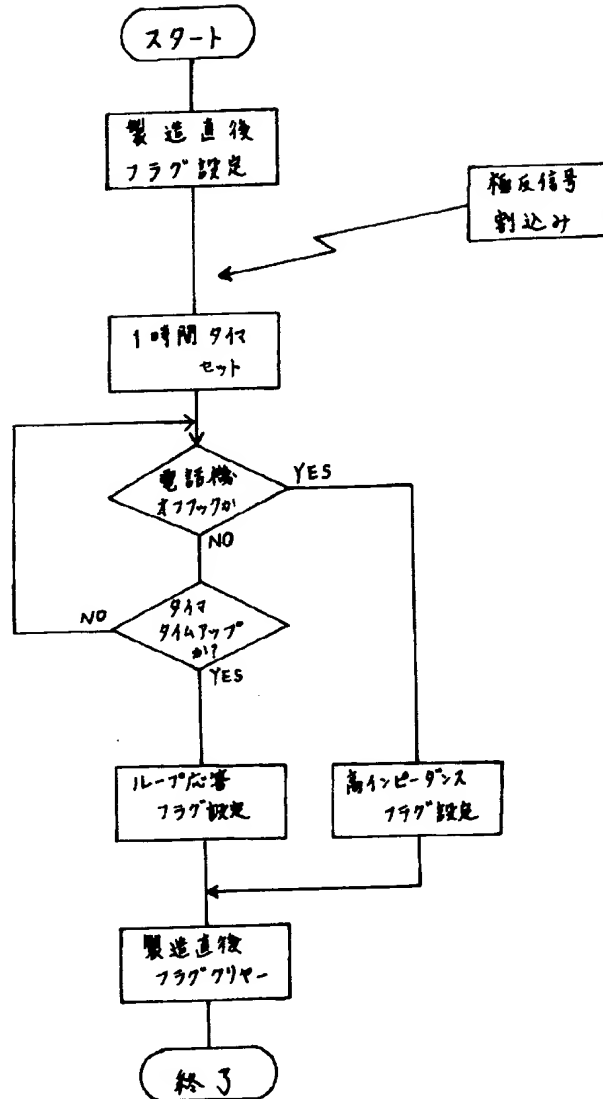 スタート
製造直後
フラグ設定
極反信号
割込み
1時間タイマ
セット
電話機
オフフックか
YES
NO
タイマ
タイムアップ
か?
NO
YES
ループ応答
フラグ設定
高インピーダンス
フラグ設定
製造直後
フラグクリヤー
終了